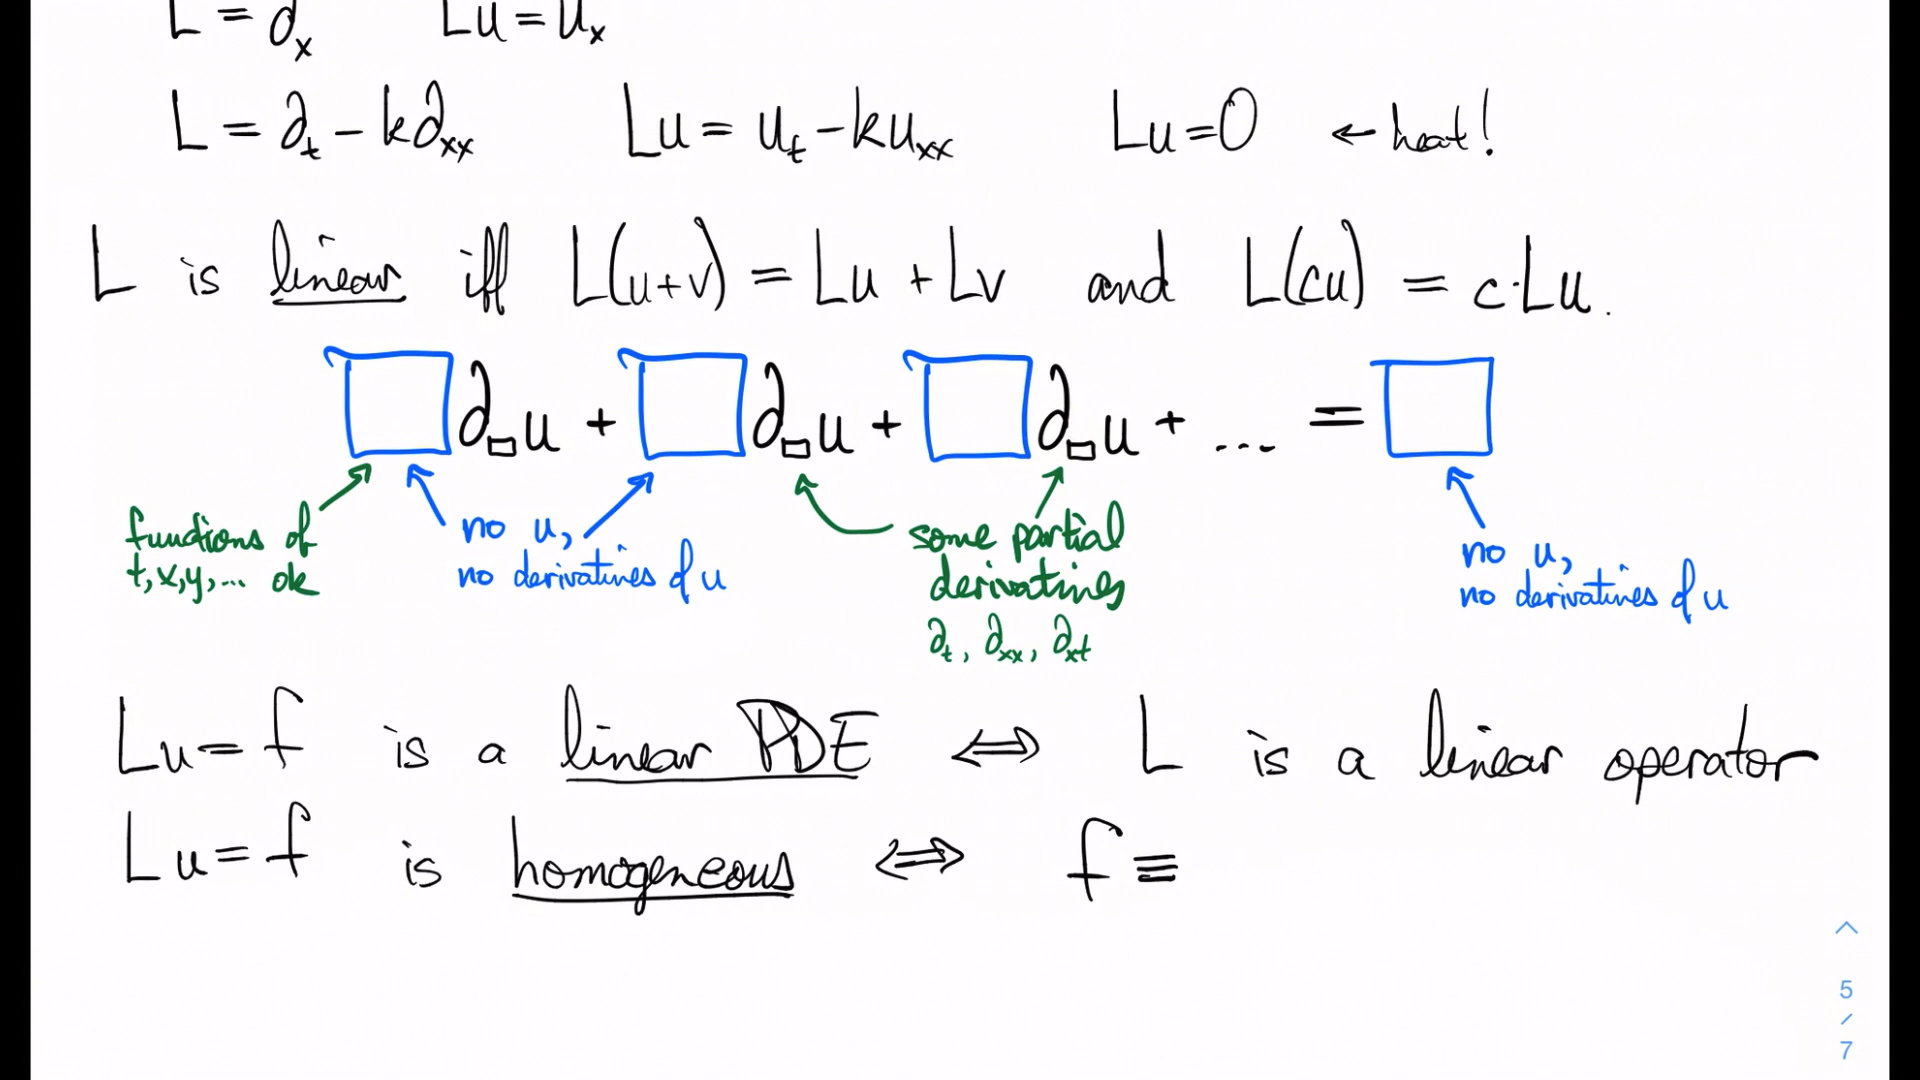 L = ∂ₓ Lu = uₓ
L = ∂ₜ − k∂ₓₓ Lu = uₜ − kuₓₓ Lu = 0 ← heat!
L is linear iff L(u+v) = Lu + Lv and L(cu) = c·Lu.
□ ∂□u + □ ∂□u + □ ∂□u + ... = □
functions of
t, x, y, ... ok
no u,
no derivatives of u
some partial
derivatives
∂ₜ, ∂ₓₓ, ∂ₓₜ
no u,
no derivatives of u
Lu = f is a linear PDE ⟺ L is a linear operator
Lu = f is homogeneous ⟺ f ≡
5
/
7